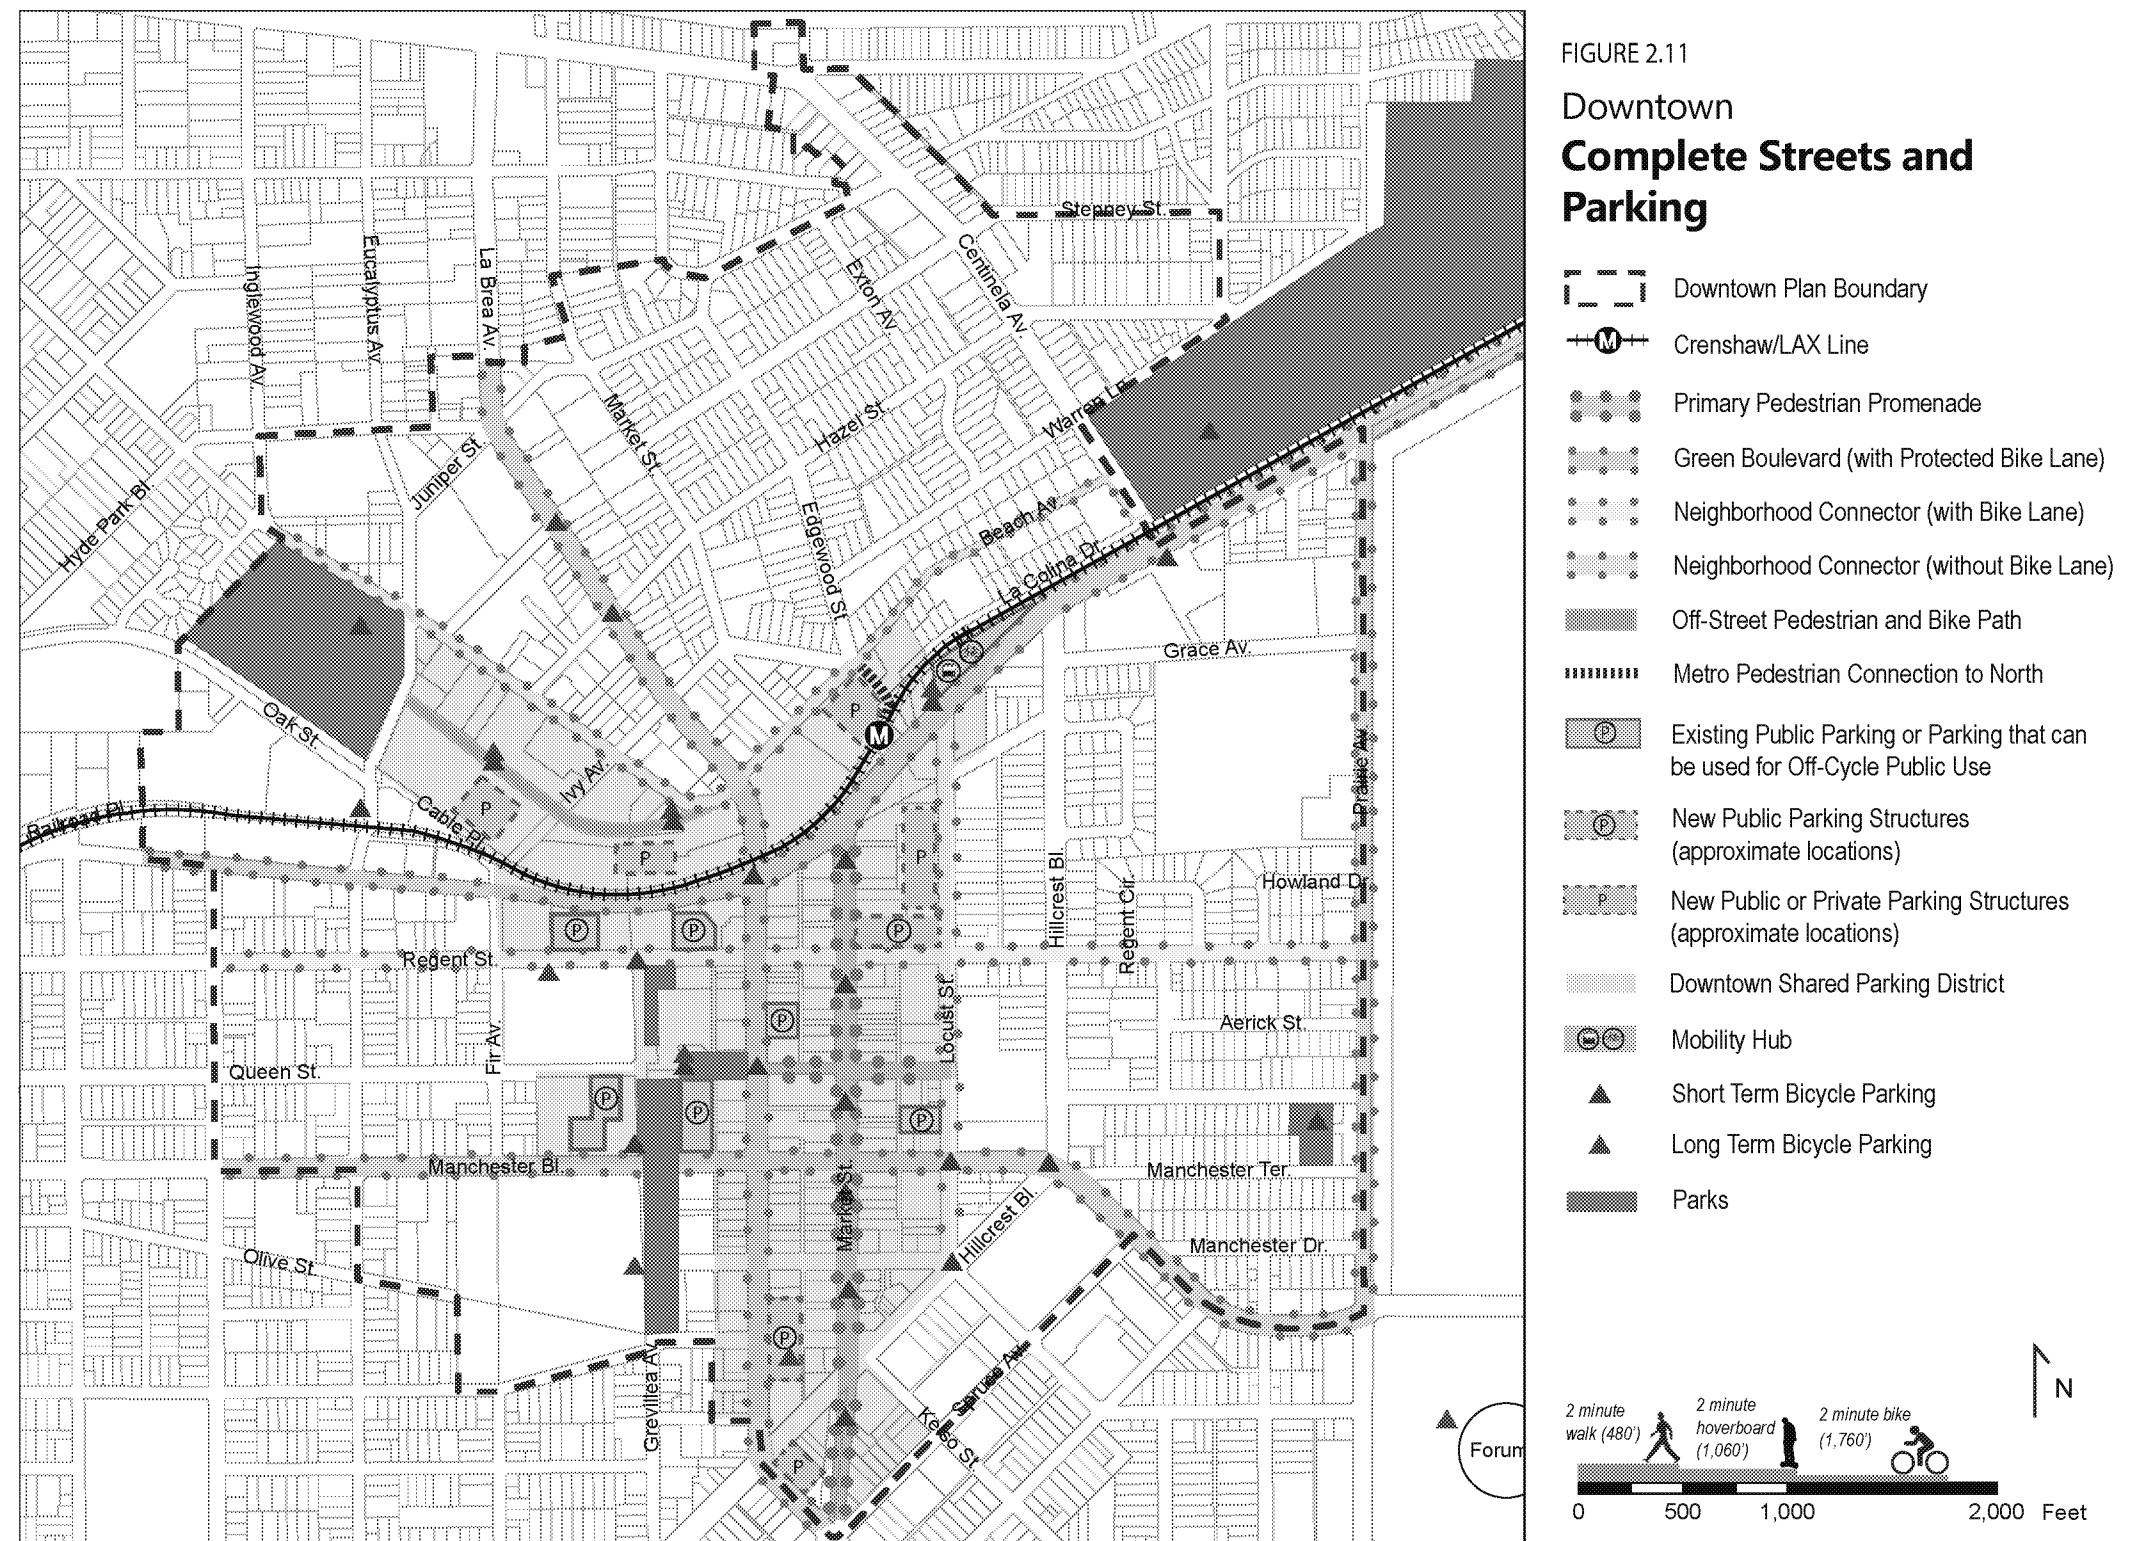 FIGURE 2.11
Downtown
Complete Streets and
Parking
Downtown Plan Boundary
M
Crenshaw/LAX Line
Primary Pedestrian Promenade
Green Boulevard (with Protected Bike Lane)
Neighborhood Connector (with Bike Lane)
Neighborhood Connector (without Bike Lane)
Off-Street Pedestrian and Bike Path
Metro Pedestrian Connection to North
P
Existing Public Parking or Parking that can
be used for Off-Cycle Public Use
P
New Public Parking Structures
(approximate locations)
P
New Public or Private Parking Structures
(approximate locations)
Downtown Shared Parking District
Mobility Hub
Short Term Bicycle Parking
Long Term Bicycle Parking
Parks
N
2 minute
walk (480')
2 minute
hoverboard
(1,060')
2 minute bike
(1,760')
0
500
1,000
2,000
Feet
Stepney St.
Inglewood Av.
Eucalyptus Av
La Brea Av.
Exton Av
Centinela Av.
Market St.
Hazel St.
Warren L
Juniper St.
Hyde Park Bl
Edgewood St.
Beach Av
La Colina Dr.
Grace Av.
Oak St.
P
M
Ivy Av.
Prairie Av
Railroad Pl
Cable Pl.
P
P
P
Hillcrest Bl.
Regent Cir.
Howland Dr.
P
P
P
Regent St.
Fir Av.
P
Locust St.
Aerick St.
Queen St.
P
P
P
Manchester Bl.
Manchester Ter.
Market St.
Hillcrest Bl.
Manchester Dr.
Olive St.
P
Grevillea Av
Spruce Av
Kelso St.
P
Forum